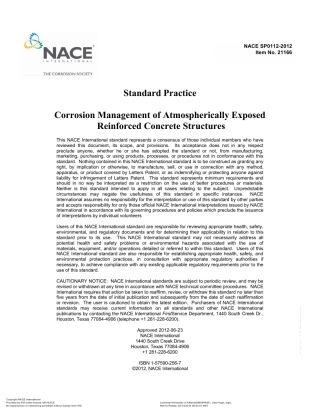 NACE SP0112-2012
Item No. 21166
NACE
INTERNATIONAL
THE CORROSION SOCIETY
Standard Practice
Corrosion Management of Atmospherically Exposed
Reinforced Concrete Structures
This NACE International standard represents a consensus of those individual members who have
reviewed this document, its scope, and provisions. Its acceptance does not in any respect
preclude anyone, whether he or she has adopted the standard or not, from manufacturing,
marketing, purchasing, or using products, processes, or procedures not in conformance with this
standard. Nothing contained in this NACE International standard is to be construed as granting any
right, by implication or otherwise, to manufacture, sell, or use in connection with any method,
apparatus, or product covered by Letters Patent, or as indemnifying or protecting anyone against
liability for infringement of Letters Patent. This standard represents minimum requirements and
should in no way be interpreted as a restriction on the use of better procedures or materials.
Neither is this standard intended to apply in all cases relating to the subject. Unpredictable
circumstances may negate the usefulness of this standard in specific instances. NACE
International assumes no responsibility for the interpretation or use of this standard by other parties
and accepts responsibility for only those official NACE International interpretations issued by NACE
International in accordance with its governing procedures and policies which preclude the issuance
of interpretations by individual volunteers.
Users of this NACE International standard are responsible for reviewing appropriate health, safety,
environmental, and regulatory documents and for determining their applicability in relation to this
standard prior to its use. This NACE International standard may not necessarily address all
potential health and safety problems or environmental hazards associated with the use of
materials, equipment, and/or operations detailed or referred to within this standard. Users of this
NACE International standard are also responsible for establishing appropriate health, safety, and
environmental protection practices, in consultation with appropriate regulatory authorities if
necessary, to achieve compliance with any existing applicable regulatory requirements prior to the
use of this standard.
CAUTIONARY NOTICE: NACE International standards are subject to periodic review, and may be
revised or withdrawn at any time in accordance with NACE technical committee procedures. NACE
International requires that action be taken to reaffirm, revise, or withdraw this standard no later than
five years from the date of initial publication and subsequently from the date of each reaffirmation
or revision. The user is cautioned to obtain the latest edition. Purchasers of NACE International
standards may receive current information on all standards and other NACE International
publications by contacting the NACE International FirstService Department, 1440 South Creek Dr.,
Houston, Texas 77084-4906 (telephone +1 281-228-6200).
Approved 2012-06-23
NACE International
1440 South Creek Drive
Houston, Texas 77084-4906
+1 281-228-6200
ISBN 1-57590-256-7
©2012, NACE International
Copyright NACE International